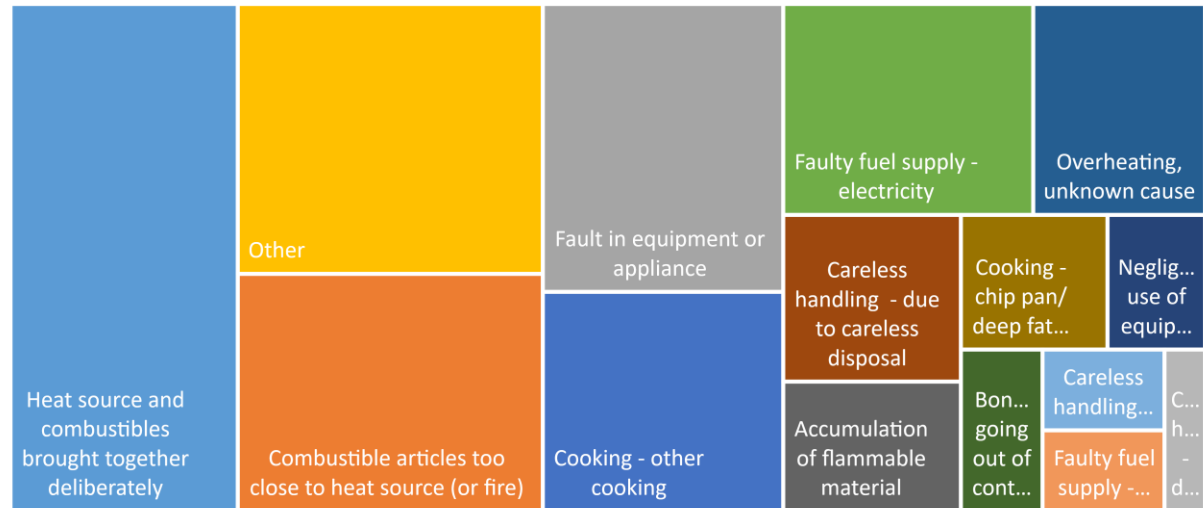 Heat source and
combustibles
brought together
deliberately
Other
Combustible articles too
close to heat source (or fire)
Fault in equipment or
appliance
Cooking - other
cooking
Faulty fuel supply -
electricity
Overheating,
unknown cause
Careless
handling - due
to careless
disposal
Accumulation
of flammable
material
Cooking -
chip pan/
deep fat...
Neglig...
use of
equip...
Bon...
going
out of
cont...
Careless
handling...
Faulty fuel
supply -...
C...
h...
-
d...